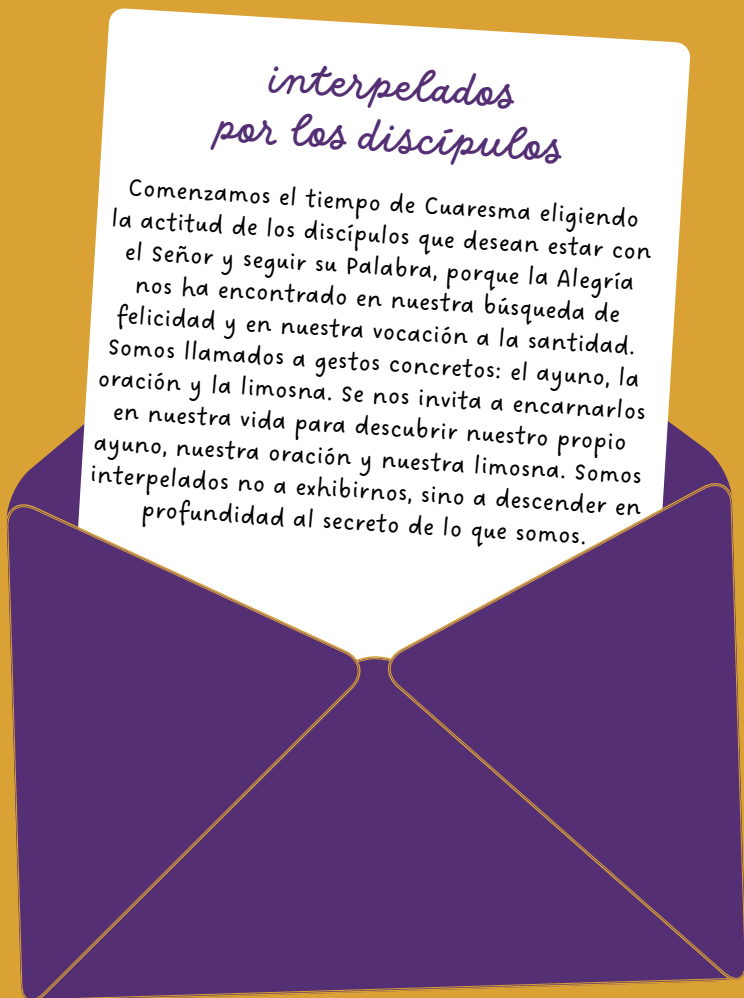 interpelados
por los discípulos
Comenzamos el tiempo de Cuaresma eligiendo
la actitud de los discípulos que desean estar con
el Señor y seguir su Palabra, porque la Alegría
nos ha encontrado en nuestra búsqueda de
felicidad y en nuestra vocación a la santidad.
Somos llamados a gestos concretos: el ayuno, la
oración y la limosna. Se nos invita a encarnarlos
en nuestra vida para descubrir nuestro propio
ayuno, nuestra oración y nuestra limosna. Somos
interpelados no a exhibirnos, sino a descender en
profundidad al secreto de lo que somos.